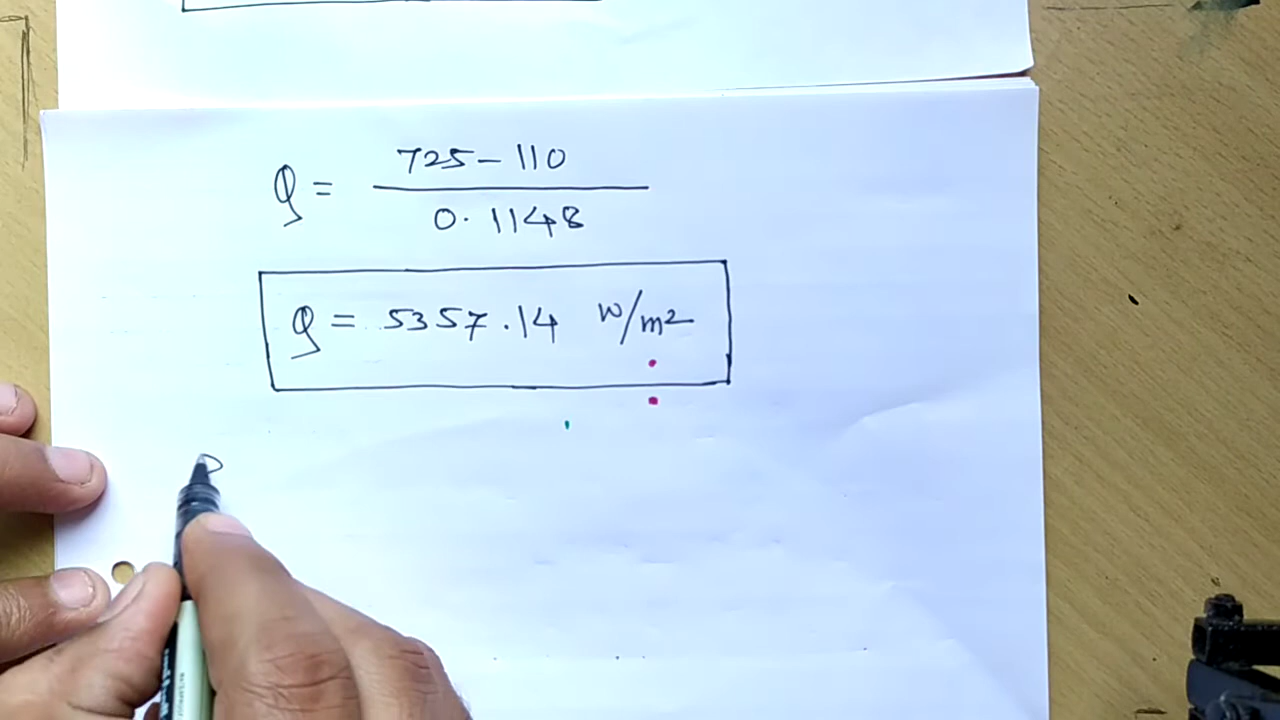 Q = 725 - 110 / 0.1148
Q = 5357.14 W/m²